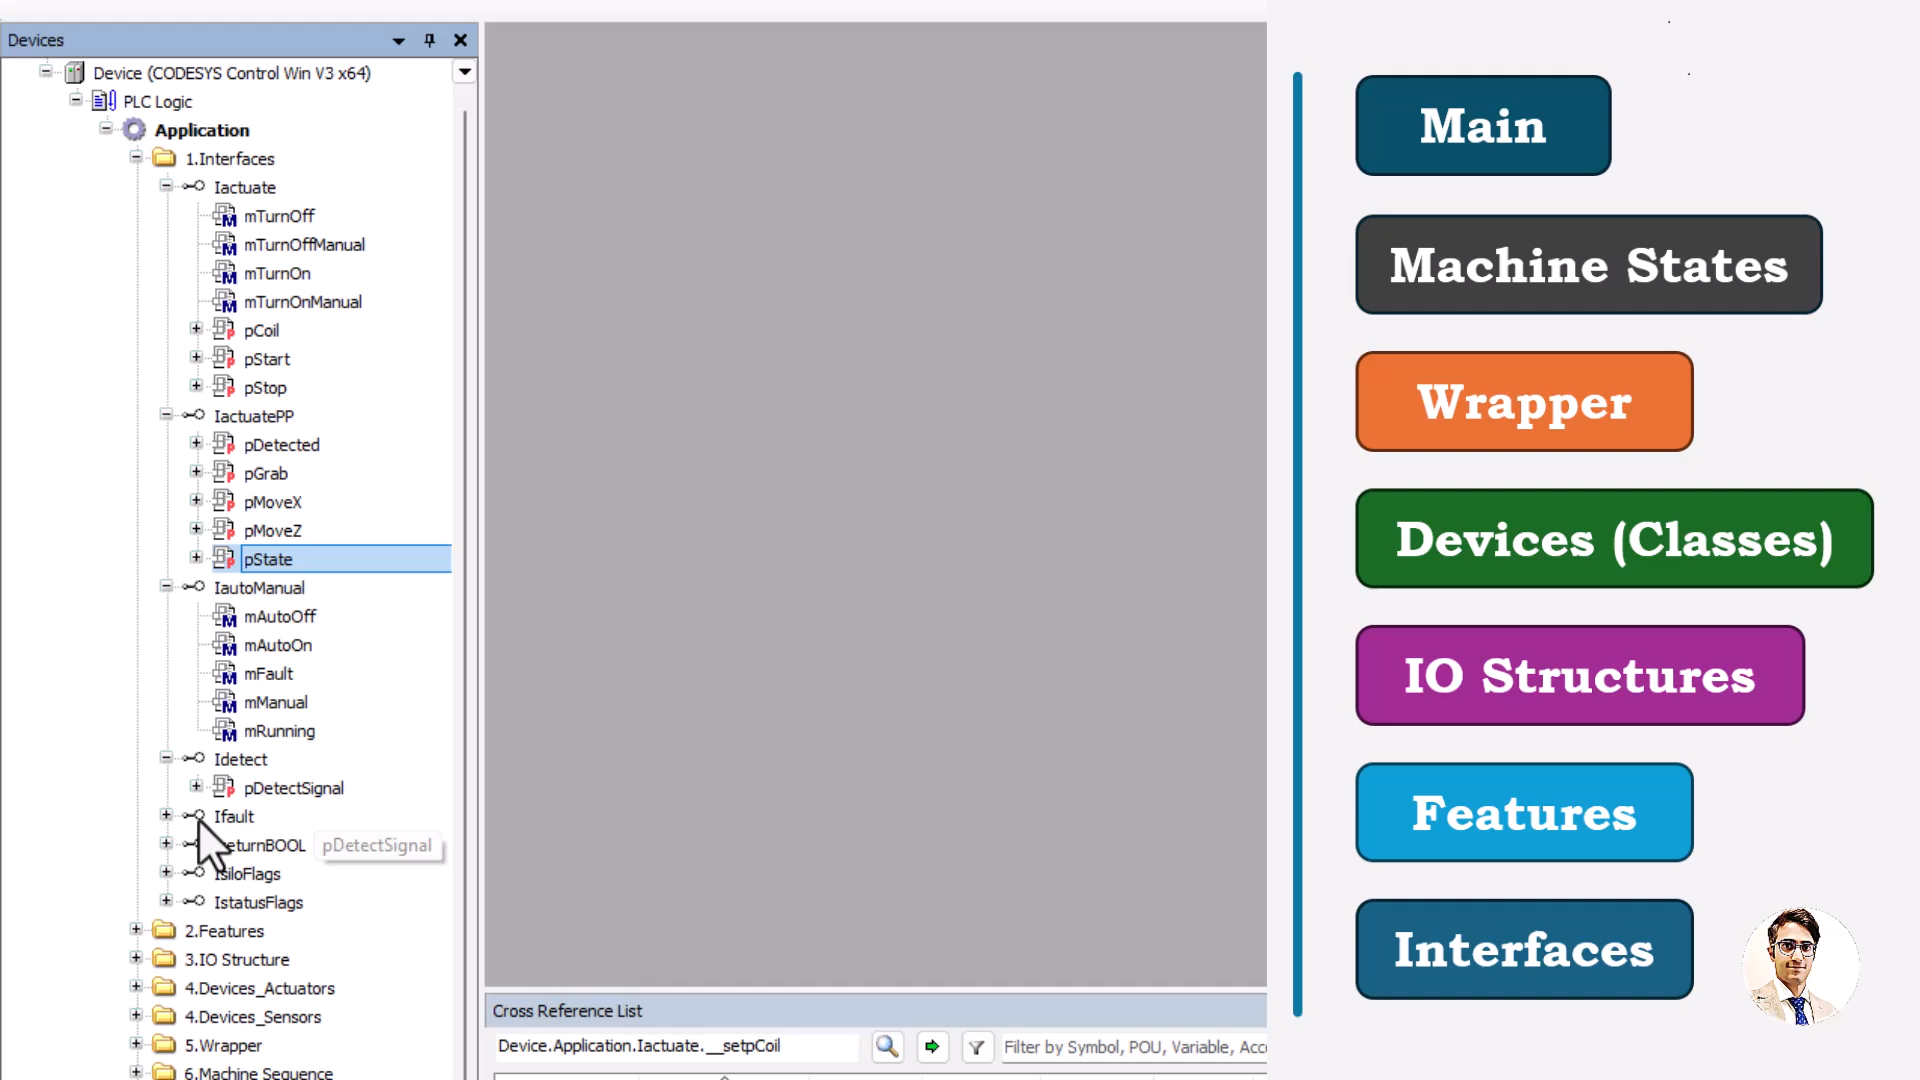 Devices
Device (CODESYS Control Win V3 x64)
PLC Logic
Application
1.Interfaces
Iactuate
mTurnOff
mTurnOffManual
mTurnOn
mTurnOnManual
pCoil
pStart
pStop
IactuatePP
pDetected
pGrab
pMoveX
pMoveZ
pState
IautoManual
mAutoOff
mAutoOn
mFault
mManual
mRunning
Idetect
pDetectSignal
Ifault
eturnBOOL
pDetectSignal
IsiloFlags
IstatusFlags
2.Features
3.IO Structure
4.Devices_Actuators
4.Devices_Sensors
5.Wrapper
6.Machine Sequence
Cross Reference List
Device.Application.Iactuate.__setpCoil
Filter by Symbol, POU, Variable, Acc
Main
Machine States
Wrapper
Devices (Classes)
IO Structures
Features
Interfaces